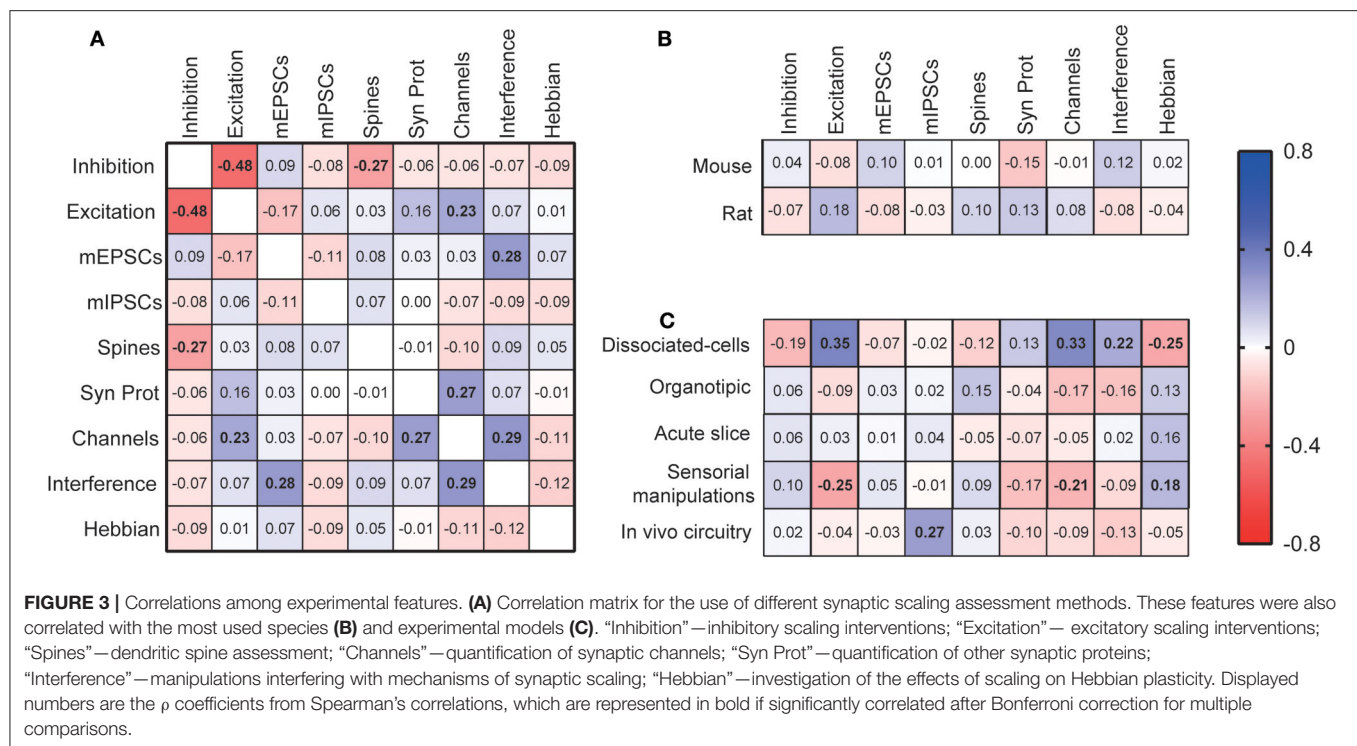 A
Inhibition Excitation mEPSCs mIPSCs Spines Syn Prot Channels Interference Hebbian
Inhibition -0.48 0.09 -0.08 -0.27 -0.06 -0.06 -0.07 -0.09
Excitation -0.48 -0.17 0.06 0.03 0.16 0.23 0.07 0.01
mEPSCs 0.09 -0.17 -0.11 0.08 0.03 0.03 0.28 0.07
mIPSCs -0.08 0.06 -0.11 0.07 0.00 -0.07 -0.09 -0.09
Spines -0.27 0.03 0.08 0.07 -0.01 -0.10 0.09 0.05
Syn Prot -0.06 0.16 0.03 0.00 -0.01 0.27 0.07 -0.01
Channels -0.06 0.23 0.03 -0.07 -0.10 0.27 0.29 -0.11
Interference -0.07 0.07 0.28 -0.09 0.09 0.07 0.29 -0.12
Hebbian -0.09 0.01 0.07 -0.09 0.05 -0.01 -0.11 -0.12
B
Inhibition Excitation mEPSCs mIPSCs Spines Syn Prot Channels Interference Hebbian
Mouse 0.04 -0.08 0.10 0.01 0.00 -0.15 -0.01 0.12 0.02
Rat -0.07 0.18 -0.08 -0.03 0.10 0.13 0.08 -0.08 -0.04
C
Dissociated-cells -0.19 0.35 -0.07 -0.02 -0.12 0.13 0.33 0.22 -0.25
Organotipic 0.06 -0.09 0.03 0.02 0.15 -0.04 -0.17 -0.16 0.13
Acute slice 0.06 0.03 0.01 0.04 -0.05 -0.07 -0.05 0.02 0.16
Sensorial
manipulations 0.10 -0.25 0.05 -0.01 0.09 -0.17 -0.21 -0.09 0.18
In vivo circuitry 0.02 -0.04 -0.03 0.27 0.03 -0.10 -0.09 -0.13 -0.05
0.8
0.4
0
-0.4
-0.8
FIGURE 3 | Correlations among experimental features. (A) Correlation matrix for the use of different synaptic scaling assessment methods. These features were also
correlated with the most used species (B) and experimental models (C). “Inhibition”—inhibitory scaling interventions; “Excitation”— excitatory scaling interventions;
“Spines”—dendritic spine assessment; “Channels”—quantification of synaptic channels; “Syn Prot”—quantification of other synaptic proteins;
“Interference”—manipulations interfering with mechanisms of synaptic scaling; “Hebbian”—investigation of the effects of scaling on Hebbian plasticity. Displayed
numbers are the ρ coefficients from Spearman’s correlations, which are represented in bold if significantly correlated after Bonferroni correction for multiple
comparisons.